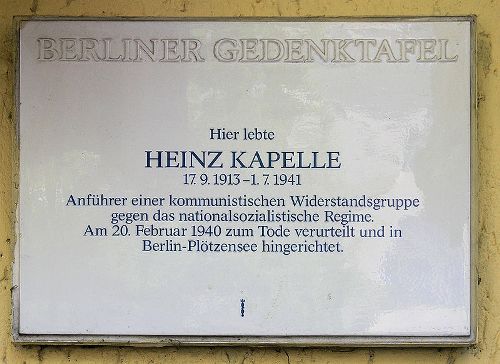 BERLINER GEDENKTAFEL
Hier lebte
HEINZ KAPELLE
17. 9. 1913 – 1. 7. 1941
Anführer einer kommunistischen Widerstandsgruppe
gegen das nationalsozialistische Regime.
Am 20. Februar 1940 zum Tode verurteilt und in
Berlin-Plötzensee hingerichtet.